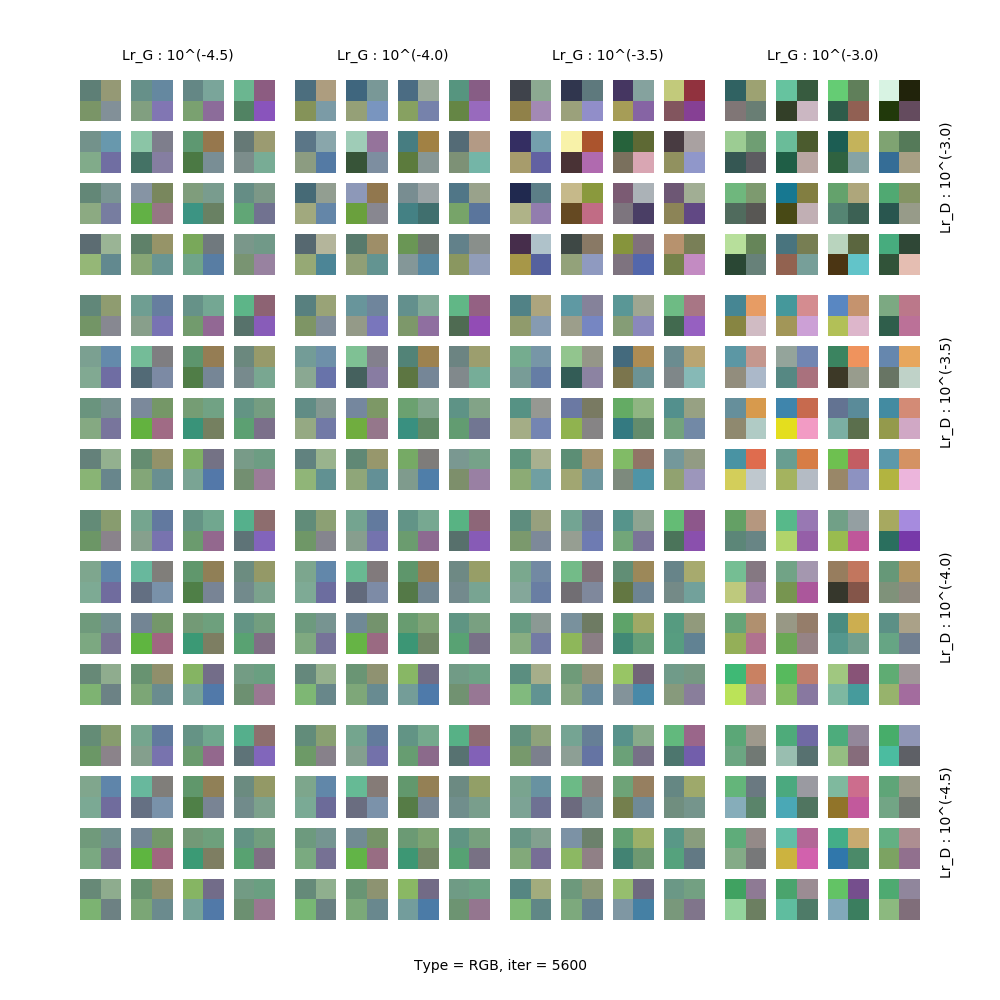 Lr_G : 10^(-4.5)
Lr_G : 10^(-4.0)
Lr_G : 10^(-3.5)
Lr_G : 10^(-3.0)
Lr_D : 10^(-3.0)
Lr_D : 10^(-3.5)
Lr_D : 10^(-4.0)
Lr_D : 10^(-4.5)
Type = RGB, iter = 5600